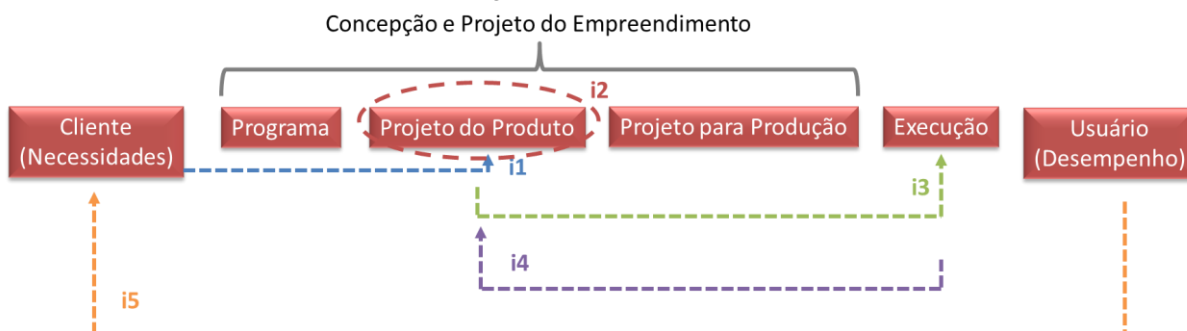 Concepção e Projeto do Empreendimento
i2
Cliente
(Necessidades)
Programa
Projeto do Produto
Projeto para Produção
Execução
Usuário
(Desempenho)
i1
i3
i4
i5